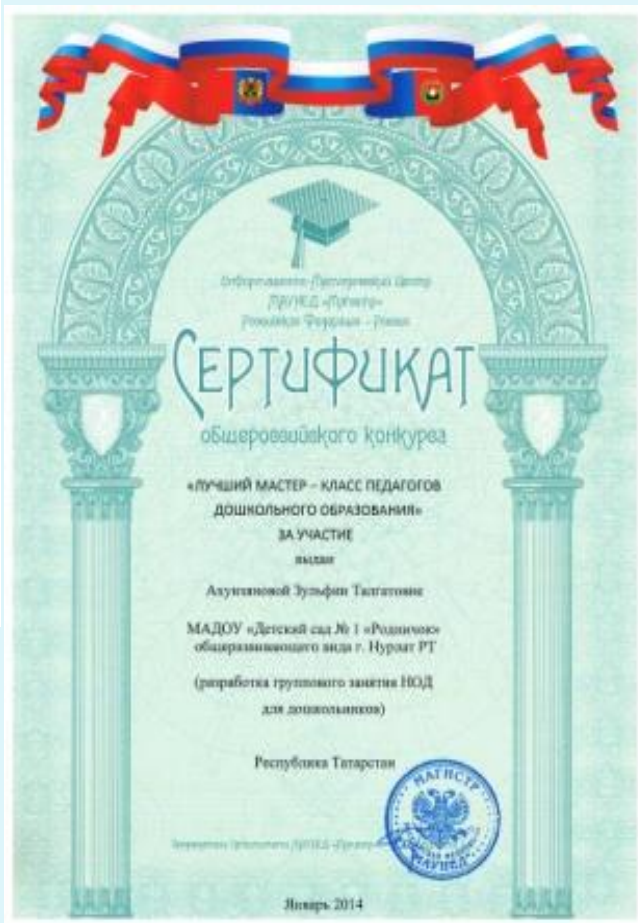 СЕРТИФИКАТ
общероссийского конкурса
«ЛУЧШИЙ МАСТЕР – КЛАСС ПЕДАГОГОВ
ДОШКОЛЬНОГО ОБРАЗОВАНИЯ»
ЗА УЧАСТИЕ
выдан
Зульфии Талгатовне
МАДОУ «Детский сад № 1 «Родничок»
общеразвивающего вида г. Нурлат РТ
(разработка группового занятия НОД
для дошкольников)
Республика Татарстан
МАГИСТР
Январь 2014